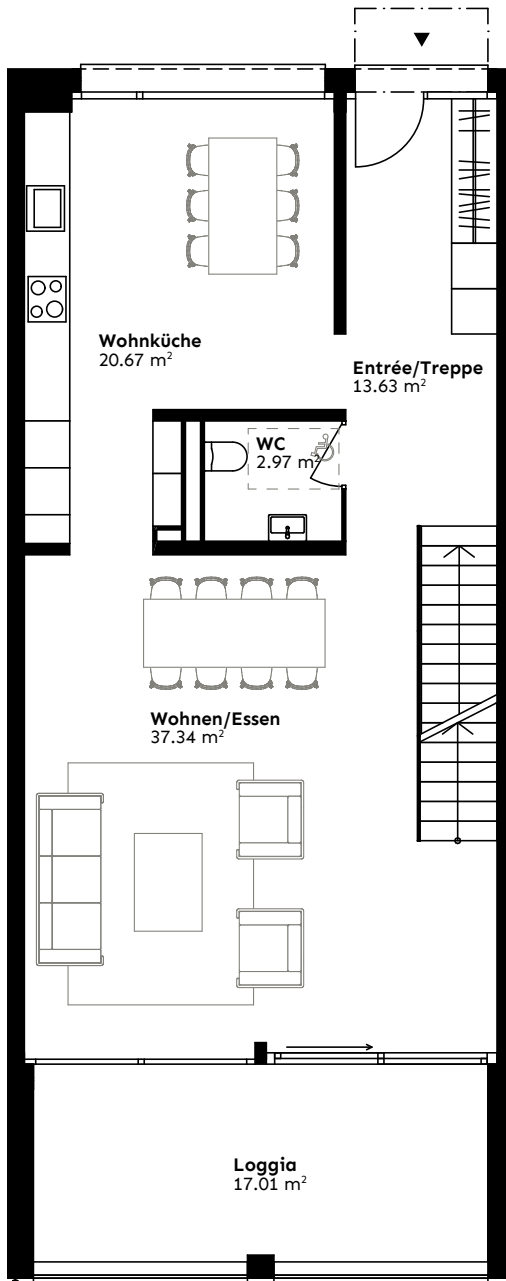 Wohnküche
20.67 m²
Entrée/Treppe
13.63 m²
WC
2.97 m²
Wohnen/Essen
37.34 m²
Loggia
17.01 m²